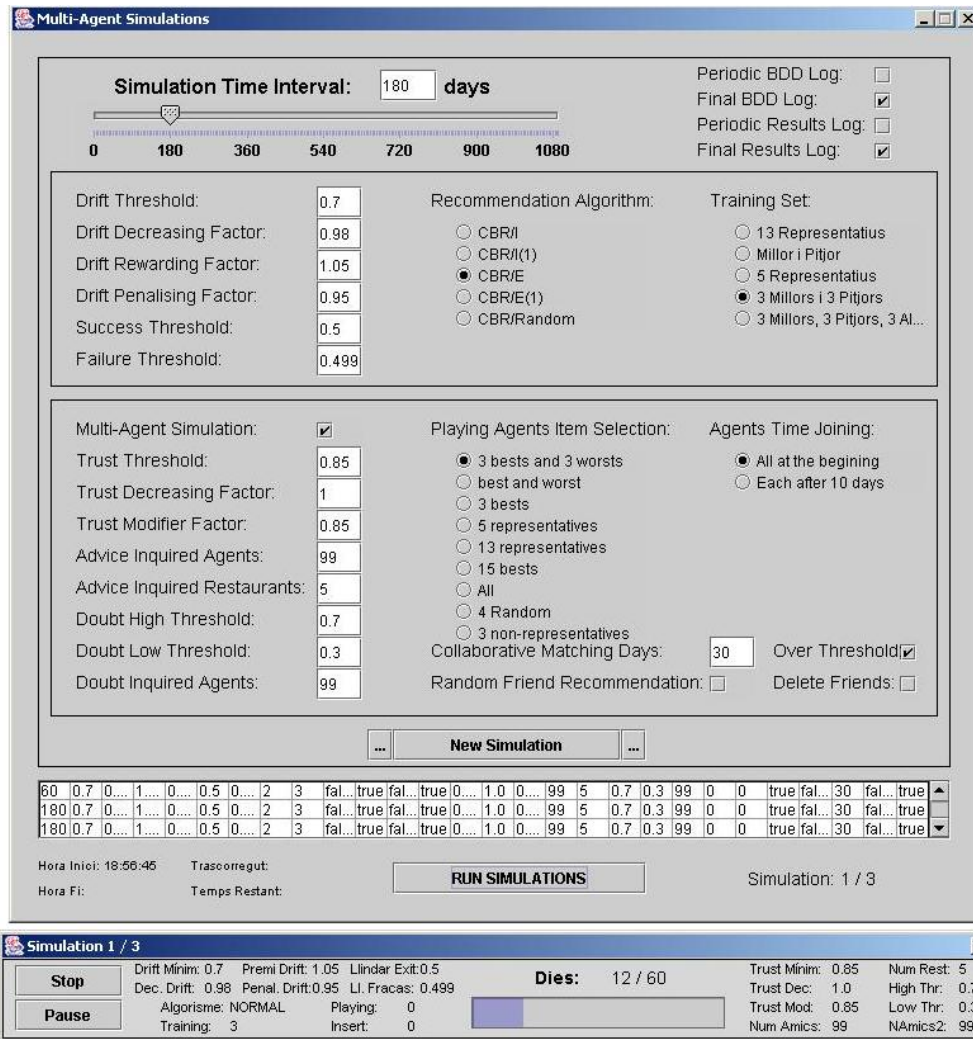 Multi-Agent Simulations
Simulation Time Interval: 180 days
0 180 360 540 720 900 1080
Periodic BDD Log:
Final BDD Log:
Periodic Results Log:
Final Results Log:
Drift Threshold: 0.7
Drift Decreasing Factor: 0.98
Drift Rewarding Factor: 1.05
Drift Penalising Factor: 0.95
Success Threshold: 0.5
Failure Threshold: 0.499
Recommendation Algorithm:
CBR/I
CBR/I(1)
CBR/E
CBR/E(1)
CBR/Random
Training Set:
13 Representatius
Millor i Pitjor
5 Representatius
3 Millors i 3 Pitjors
3 Millors, 3 Pitjors, 3 Al...
Multi-Agent Simulation:
Trust Threshold: 0.85
Trust Decreasing Factor: 1
Trust Modifier Factor: 0.85
Advice Inquired Agents: 99
Advice Inquired Restaurants: 5
Doubt High Threshold: 0.7
Doubt Low Threshold: 0.3
Doubt Inquired Agents: 99
Playing Agents Item Selection:
3 bests and 3 worsts
best and worst
3 bests
5 representatives
13 representatives
15 bests
All
4 Random
3 non-representatives
Agents Time Joining:
All at the begining
Each after 10 days
Collaborative Matching Days: 30 Over Threshold
Random Friend Recommendation: Delete Friends:
... New Simulation ...
60 0.7 0... 1.... 0... 0.5 0... 2 3 fal... true fal... true 0... 1.0 0... 99 5 0.7 0.3 99 0 0 true fal... 30 fal... true
180 0.7 0... 1.... 0... 0.5 0... 2 3 fal... true fal... true 0... 1.0 0... 99 5 0.7 0.3 99 0 0 true fal... 30 fal... true
180 0.7 0... 1.... 0... 0.5 0... 2 3 fal... true fal... true 0... 1.0 0... 99 5 0.7 0.3 99 0 0 true fal... 30 fal... true
Hora Inici: 18:56:45 Trascorregut:
Hora Fi: Temps Restant:
RUN SIMULATIONS
Simulation: 1 / 3
Simulation 1 / 3
Stop
Pause
Drift Mínim: 0.7 Premi Drift: 1.05 Llindar Exit:0.5
Dec. Drift: 0.98 Penal. Drift:0.95 Ll. Fracas: 0.499
Algorisme: NORMAL Playing: 0
Training: 3 Insert: 0
Dies: 12 / 60
Trust Mínim: 0.85 Num Rest: 5
Trust Dec: 1.0 High Thr: 0.7
Trust Mod: 0.85 Low Thr: 0.3
Num Amics: 99 NAmics2: 99